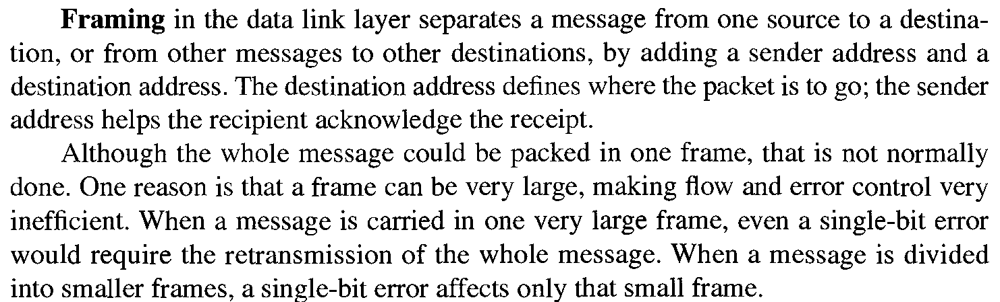 Framing in the data link layer separates a message from one source to a destina-
tion, or from other messages to other destinations, by adding a sender address and a
destination address. The destination address defines where the packet is to go; the sender
address helps the recipient acknowledge the receipt.
Although the whole message could be packed in one frame, that is not normally
done. One reason is that a frame can be very large, making flow and error control very
inefficient. When a message is carried in one very large frame, even a single-bit error
would require the retransmission of the whole message. When a message is divided
into smaller frames, a single-bit error affects only that small frame.